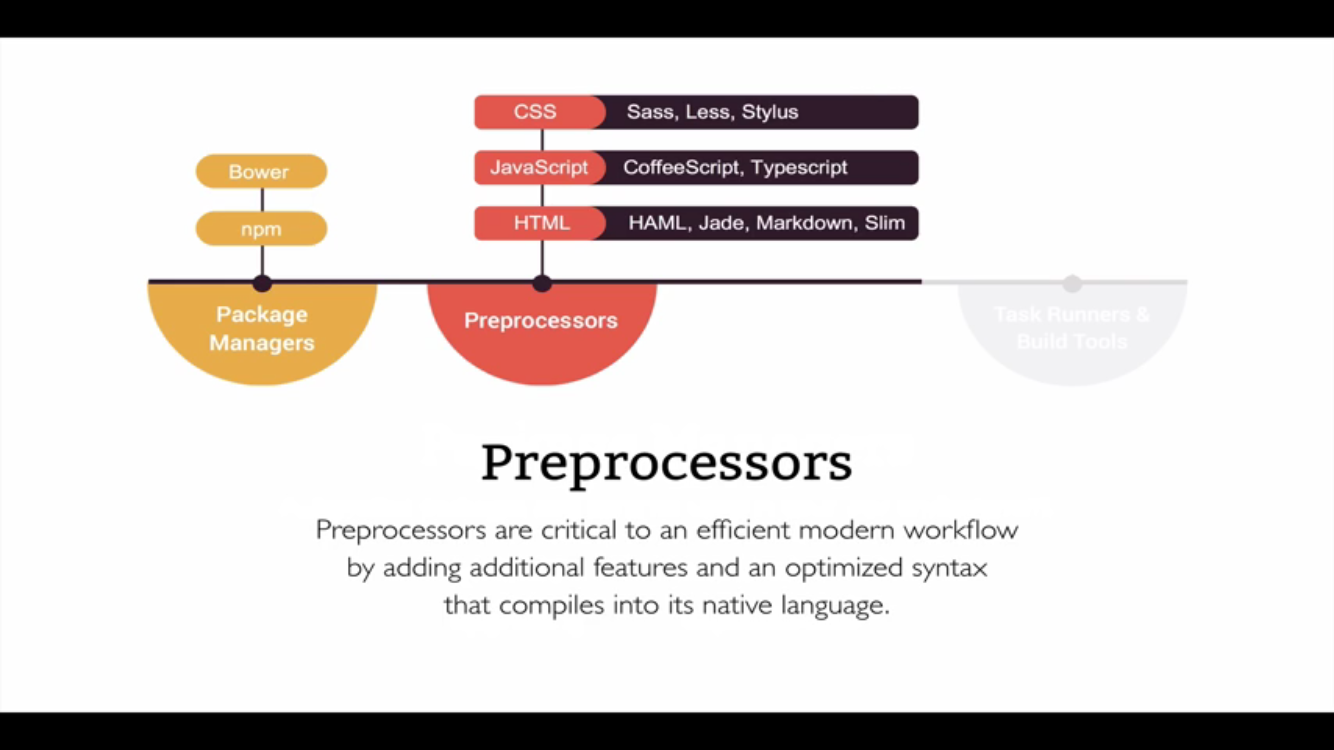 CSS Sass, Less, Stylus
Bower
JavaScript CoffeeScript, Typescript
npm
HTML HAML, Jade, Markdown, Slim
Package
Managers
Preprocessors
Task Runners &
Build Tools
Preprocessors
Preprocessors are critical to an efficient modern workflow
by adding additional features and an optimized syntax
that compiles into its native language.